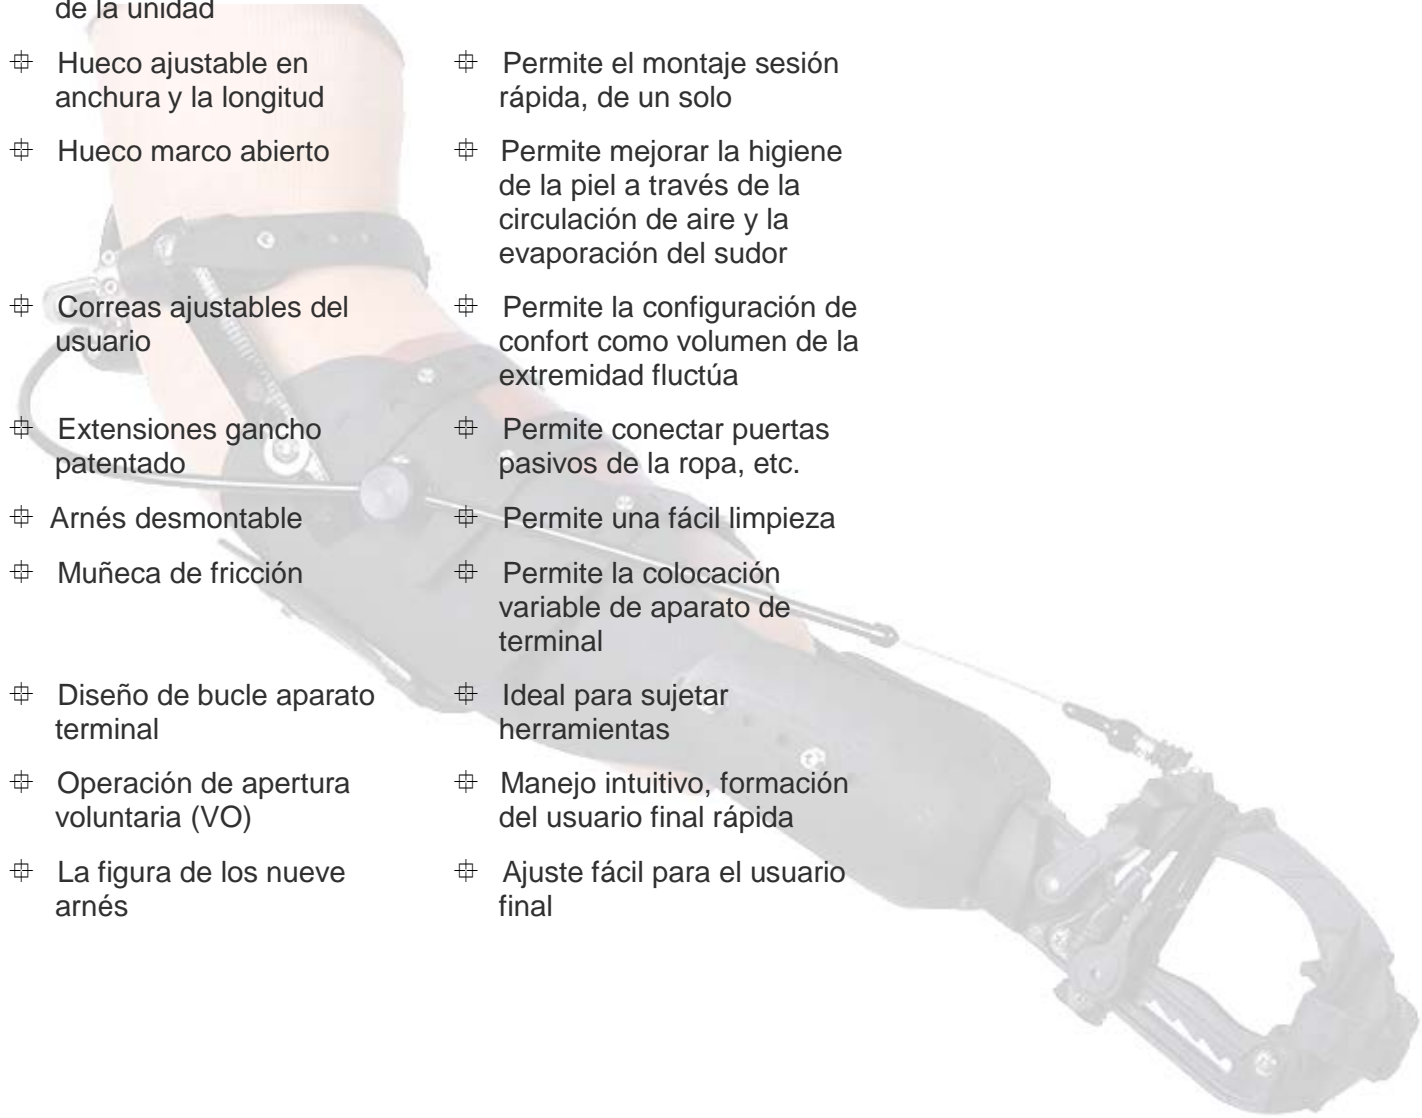 de la unidad
Hueco ajustable en
anchura y la longitud
Permite el montaje sesión
rápida, de un solo
Hueco marco abierto
Permite mejorar la higiene
de la piel a través de la
circulación de aire y la
evaporación del sudor
Correas ajustables del
usuario
Permite la configuración de
confort como volumen de la
extremidad fluctúa
Extensiones gancho
patentado
Permite conectar puertas
pasivos de la ropa, etc.
Arnés desmontable
Permite una fácil limpieza
Muñeca de fricción
Permite la colocación
variable de aparato de
terminal
Diseño de bucle aparato
terminal
Ideal para sujetar
herramientas
Operación de apertura
voluntaria (VO)
Manejo intuitivo, formación
del usuario final rápida
La figura de los nueve
arnés
Ajuste fácil para el usuario
final